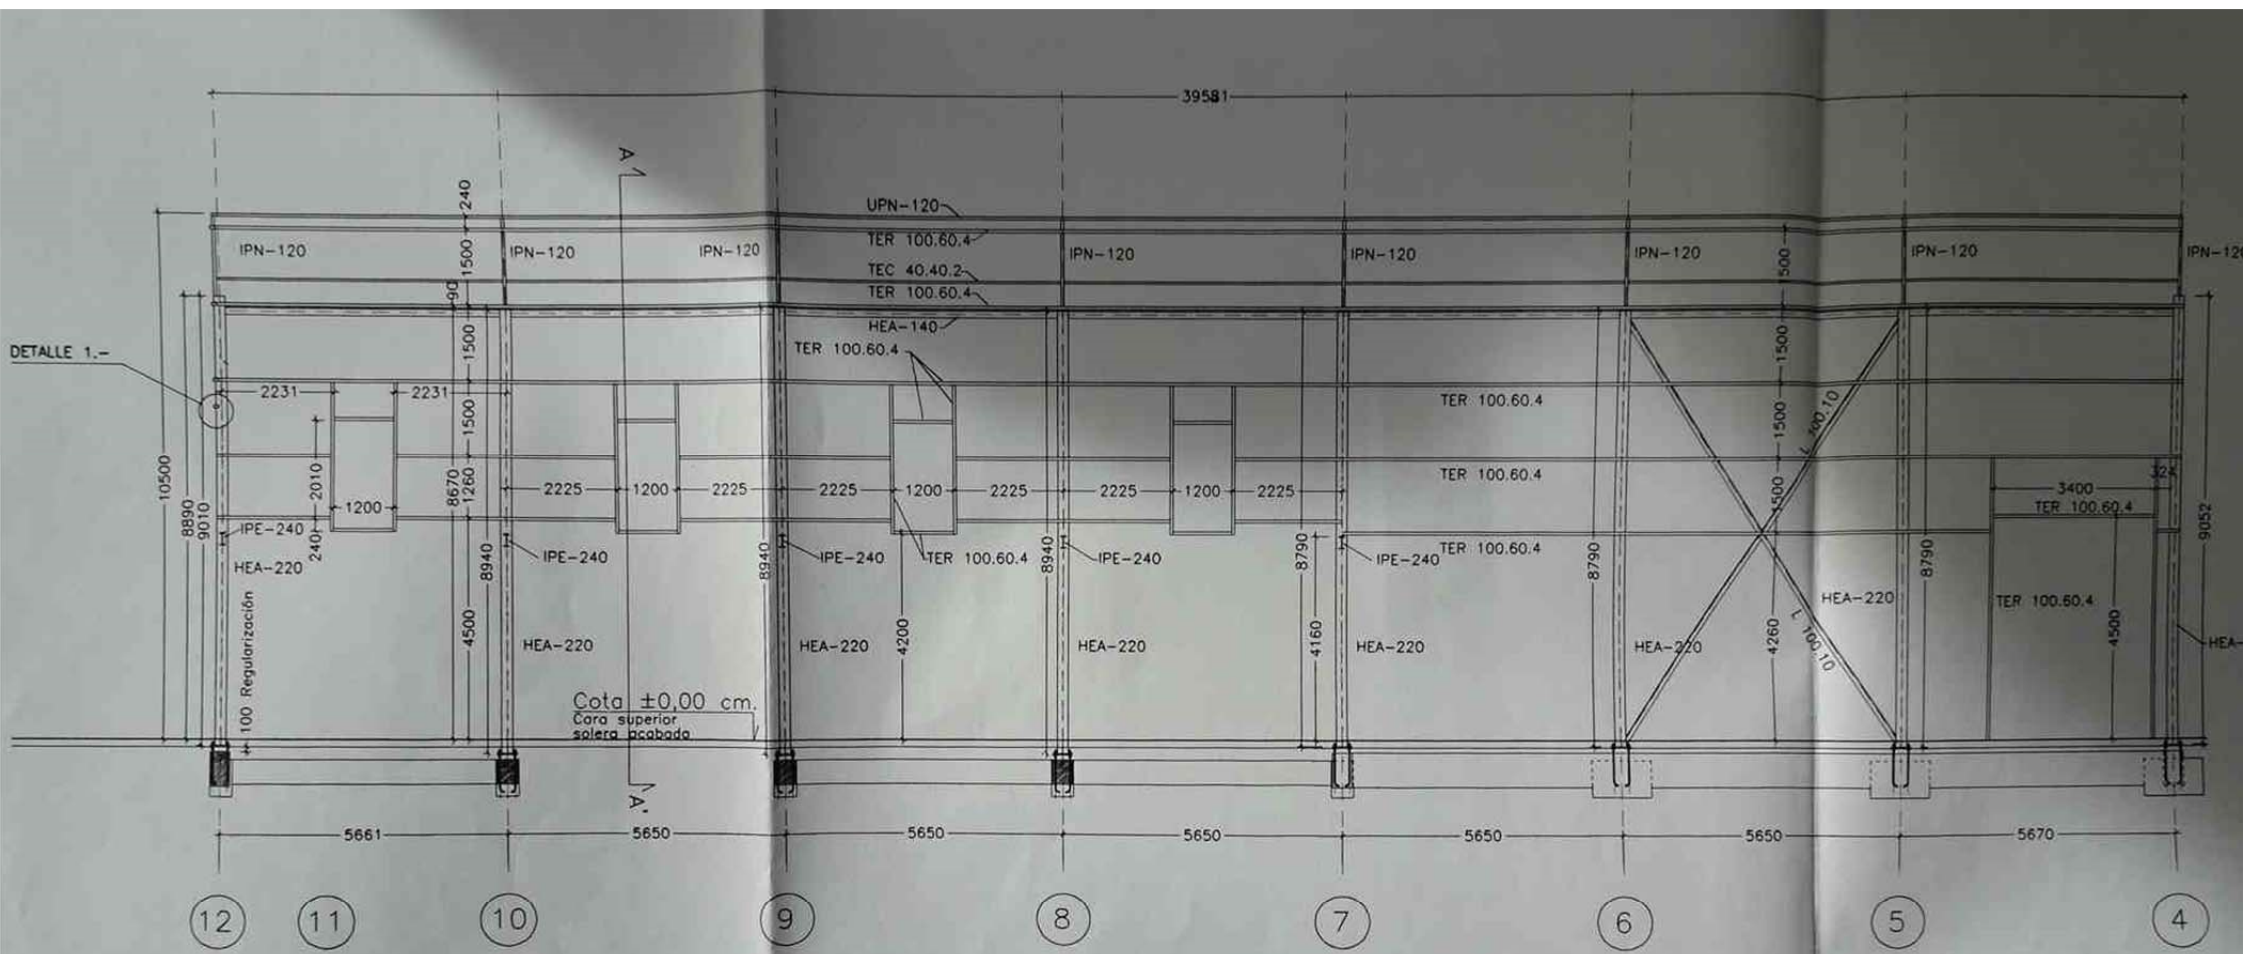 39581
A
240
UPN-120
TER 100.60.4
IPN-120
IPN-120
IPN-120
IPN-120
IPN-120
IPN-120
IPN-120
1500
1500
TEC 40.40.2
TER 100.60.4
90
HEA-140
DETALLE 1.-
TER 100.60.4
1500
1500
2231
2231
TER 100.60.4
L 100.10
1500
1500
10500
8890
9010
2010
8670
1260
TER 100.60.4
2225
1200
2225
2225
1200
2225
2225
1200
2225
1200
1500
3400
TER 100.60.4
324
9052
IPE-240
240
IPE-240
IPE-240
TER 100.60.4
IPE-240
IPE-240
TER 100.60.4
HEA-220
8940
8940
8940
8790
8790
8790
100 Regularización
4500
4200
4160
4260
4500
HEA-220
TER 100.60.4
L 100.10
HEA-220
HEA-220
HEA-220
HEA-220
HEA-220
HEA-
Cota ±0,00 cm.
Cara superior
solera acabada
A'
5661
5650
5650
5650
5650
5650
5670
12
11
10
9
8
7
6
5
4